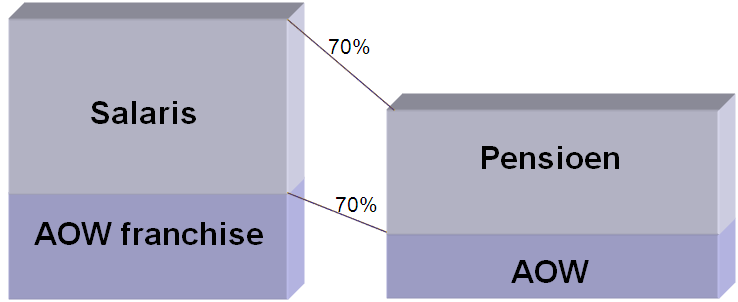 70%
Salaris
Pensioen
70%
AOW franchise
AOW